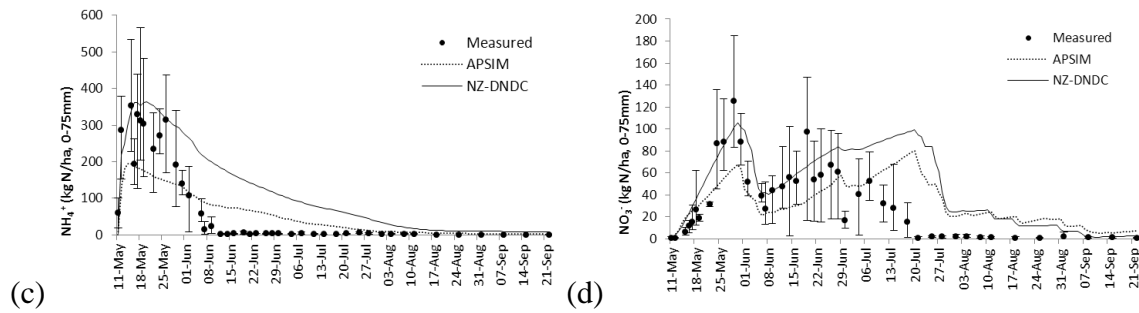 600
500
400
300
200
100
0
NH₄⁺ (kg N/ha, 0-75mm)
Measured
APSIM
NZ-DNDC
11-May
18-May
25-May
01-Jun
08-Jun
15-Jun
22-Jun
29-Jun
06-Jul
13-Jul
20-Jul
27-Jul
03-Aug
10-Aug
17-Aug
24-Aug
31-Aug
07-Sep
14-Sep
21-Sep
(c)
200
180
160
140
120
100
80
60
40
20
0
NO₃⁻ (kg N/ha, 0-75mm)
Measured
APSIM
NZ-DNDC
11-May
18-May
25-May
01-Jun
08-Jun
15-Jun
22-Jun
29-Jun
06-Jul
13-Jul
20-Jul
27-Jul
03-Aug
10-Aug
17-Aug
24-Aug
31-Aug
07-Sep
14-Sep
21-Sep
(d)